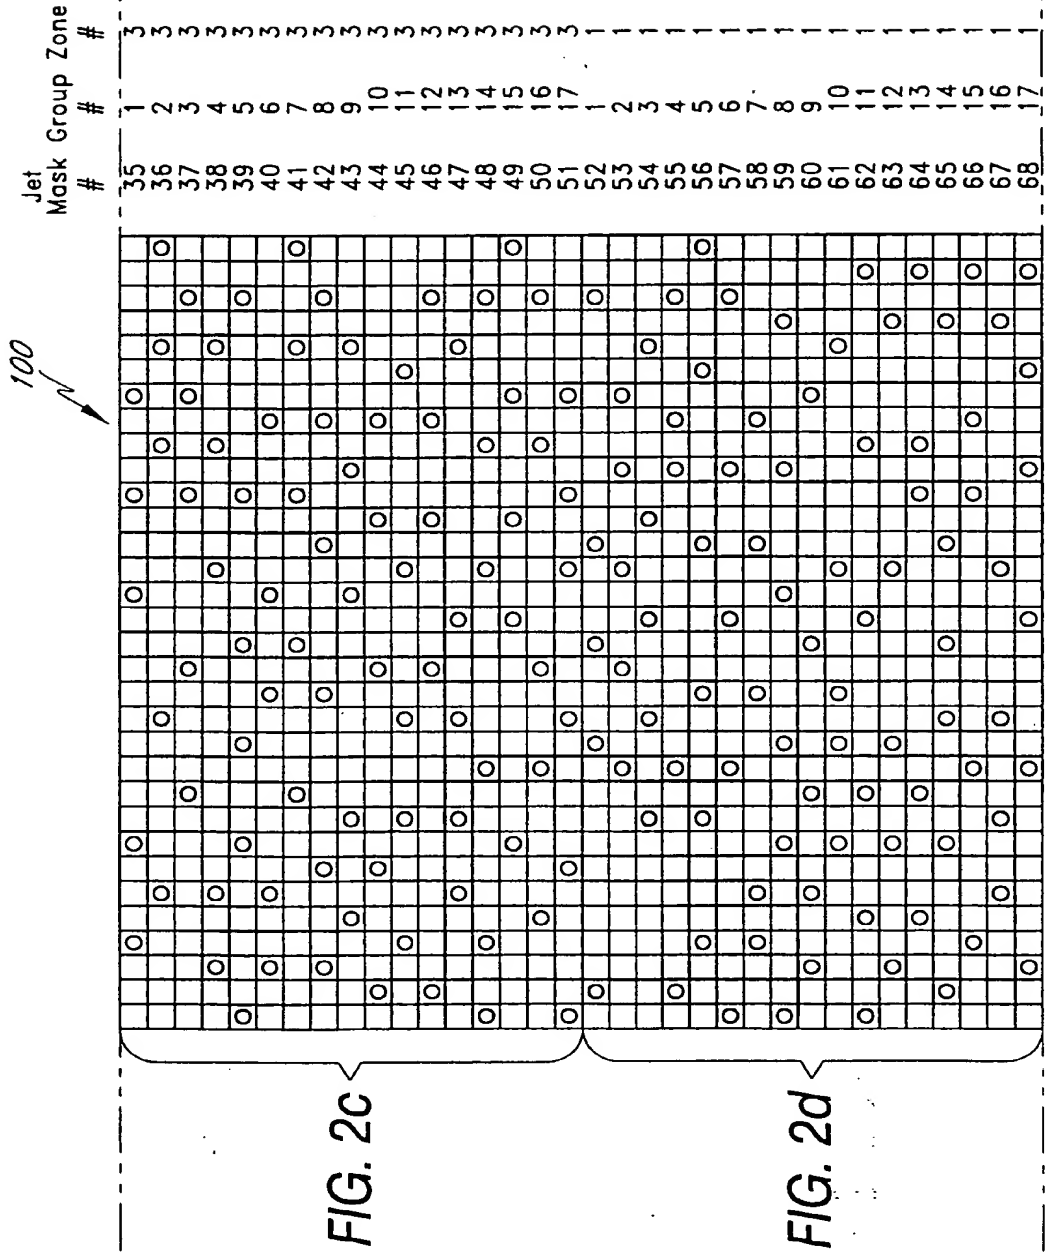 100
Jet
Mask Group Zone
# # #
35 1 3
36 2 3
37 3 3
38 4 3
39 5 3
40 6 3
41 7 3
42 8 3
43 9 3
44 10 3
45 11 3
46 12 3
47 13 3
48 14 3
49 15 3
50 16 3
51 17 3
52 1 1
53 2 1
54 3 1
55 4 1
56 5 1
57 6 1
58 7 1
59 8 1
60 9 1
61 10 1
62 11 1
63 12 1
64 13 1
65 14 1
66 15 1
67 16 1
68 17 1
FIG. 2c
FIG. 2d